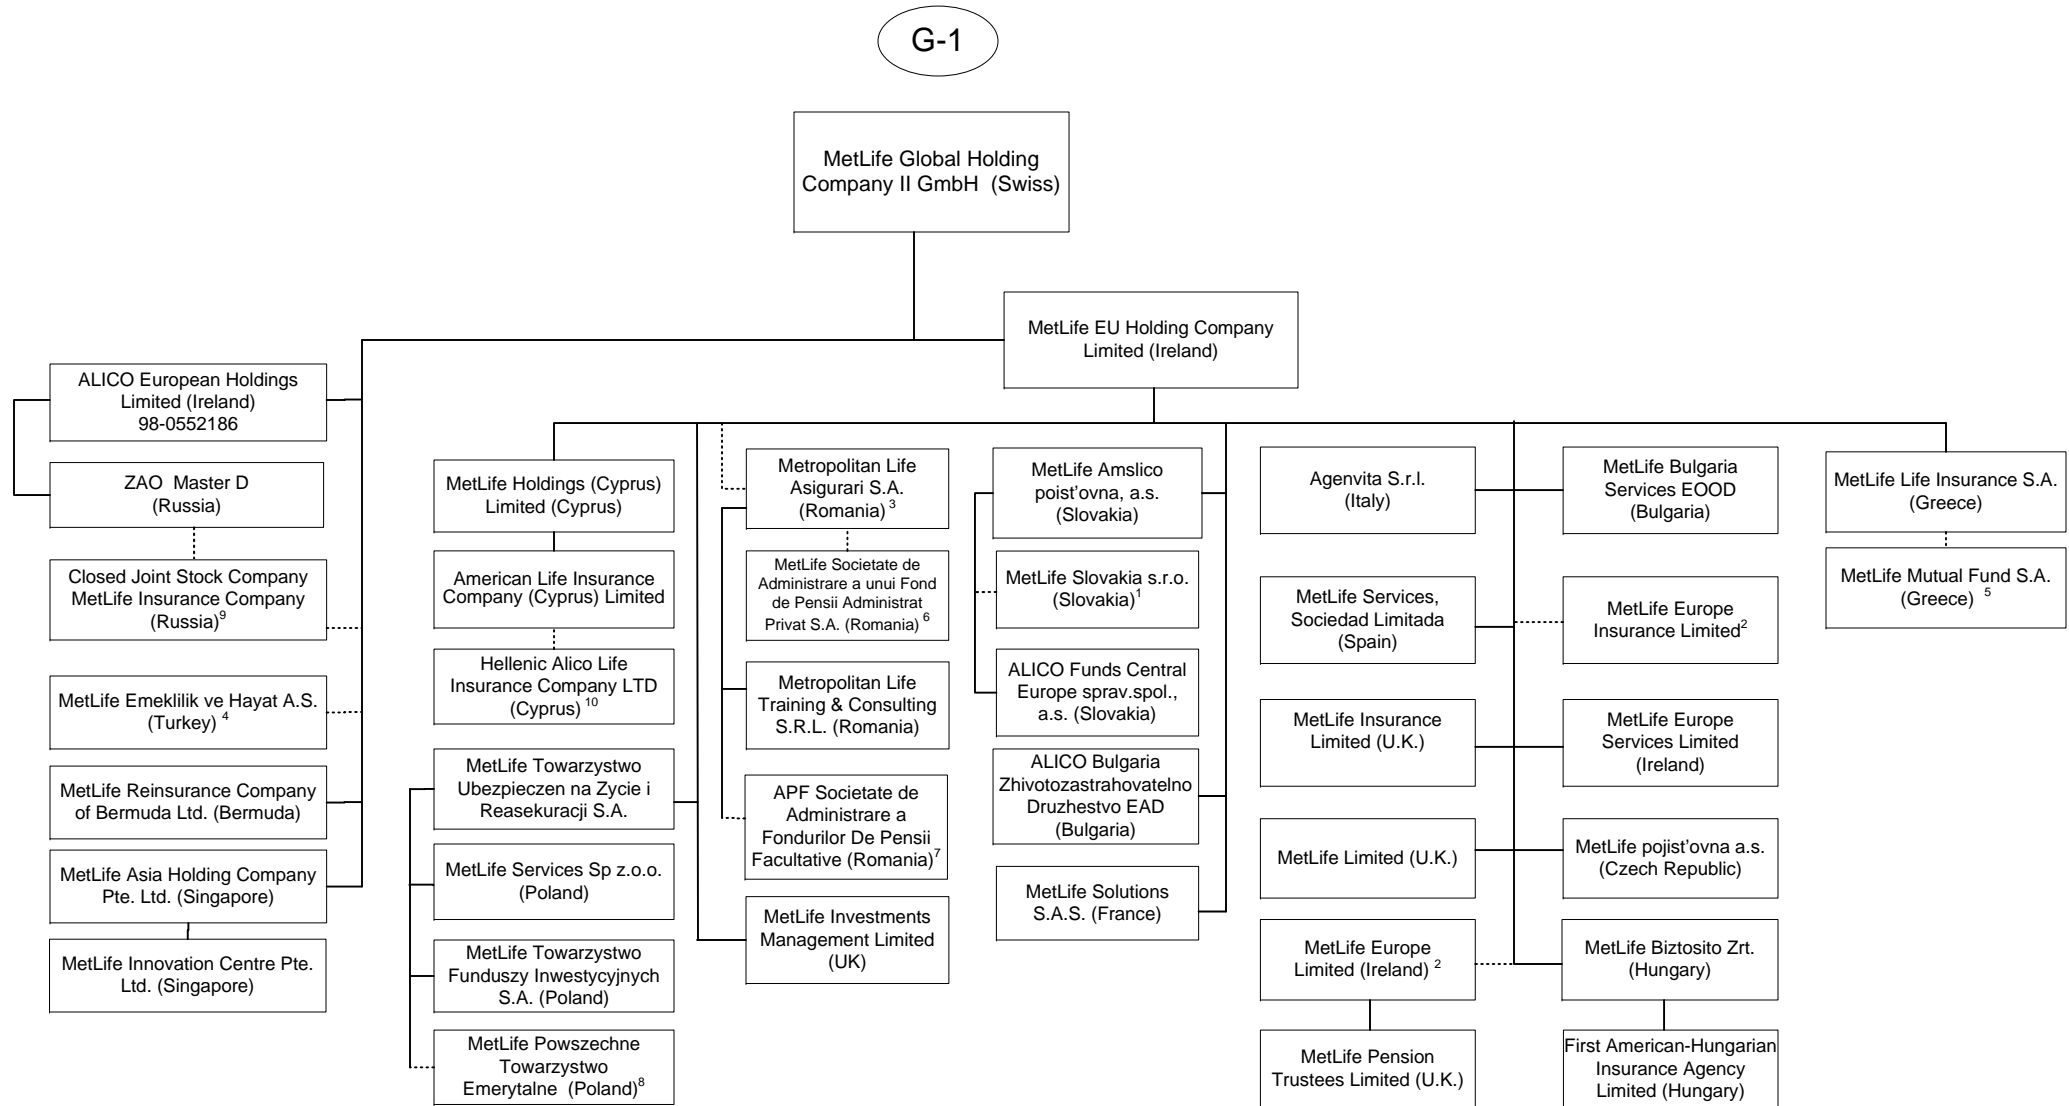 G-1
MetLife Global Holding
Company II GmbH (Swiss)
MetLife EU Holding Company
Limited (Ireland)
ALICO European Holdings
Limited (Ireland)
98-0552186
ZAO Master D
(Russia)
Closed Joint Stock Company
MetLife Insurance Company
(Russia)9
MetLife Emeklilik ve Hayat A.S.
(Turkey) 4
MetLife Reinsurance Company
of Bermuda Ltd. (Bermuda)
MetLife Asia Holding Company
Pte. Ltd. (Singapore)
MetLife Innovation Centre Pte.
Ltd. (Singapore)
MetLife Holdings (Cyprus)
Limited (Cyprus)
American Life Insurance
Company (Cyprus) Limited
Hellenic Alico Life
Insurance Company LTD
(Cyprus) 10
MetLife Towarzystwo
Ubezpieczen na Zycie i
Reasekuracji S.A.
MetLife Services Sp z.o.o.
(Poland)
MetLife Towarzystwo
Funduszy Inwestycyjnych
S.A. (Poland)
MetLife Powszechne
Towarzystwo
Emerytalne (Poland)8
Metropolitan Life
Asigurari S.A.
(Romania) 3
MetLife Societate de
Administrare a unui Fond
de Pensii Administrat
Privat S.A. (Romania) 6
Metropolitan Life
Training & Consulting
S.R.L. (Romania)
APF Societate de
Administrare a
Fondurilor De Pensii
Facultative (Romania)7
MetLife Investments
Management Limited
(UK)
MetLife Amslico
poist'ovna, a.s.
(Slovakia)
MetLife Slovakia s.r.o.
(Slovakia)1
ALICO Funds Central
Europe sprav.spol.,
a.s. (Slovakia)
ALICO Bulgaria
Zhivotozastrahovatelno
Druzhestvo EAD
(Bulgaria)
MetLife Solutions
S.A.S. (France)
Agenvita S.r.l.
(Italy)
MetLife Services,
Sociedad Limitada
(Spain)
MetLife Insurance
Limited (U.K.)
MetLife Limited (U.K.)
MetLife Europe
Limited (Ireland) 2
MetLife Pension
Trustees Limited (U.K.)
MetLife Bulgaria
Services EOOD
(Bulgaria)
MetLife Europe
Insurance Limited2
MetLife Europe
Services Limited
(Ireland)
MetLife pojist'ovna a.s.
(Czech Republic)
MetLife Biztosito Zrt.
(Hungary)
First American-Hungarian
Insurance Agency
Limited (Hungary)
MetLife Life Insurance S.A.
(Greece)
MetLife Mutual Fund S.A.
(Greece) 5